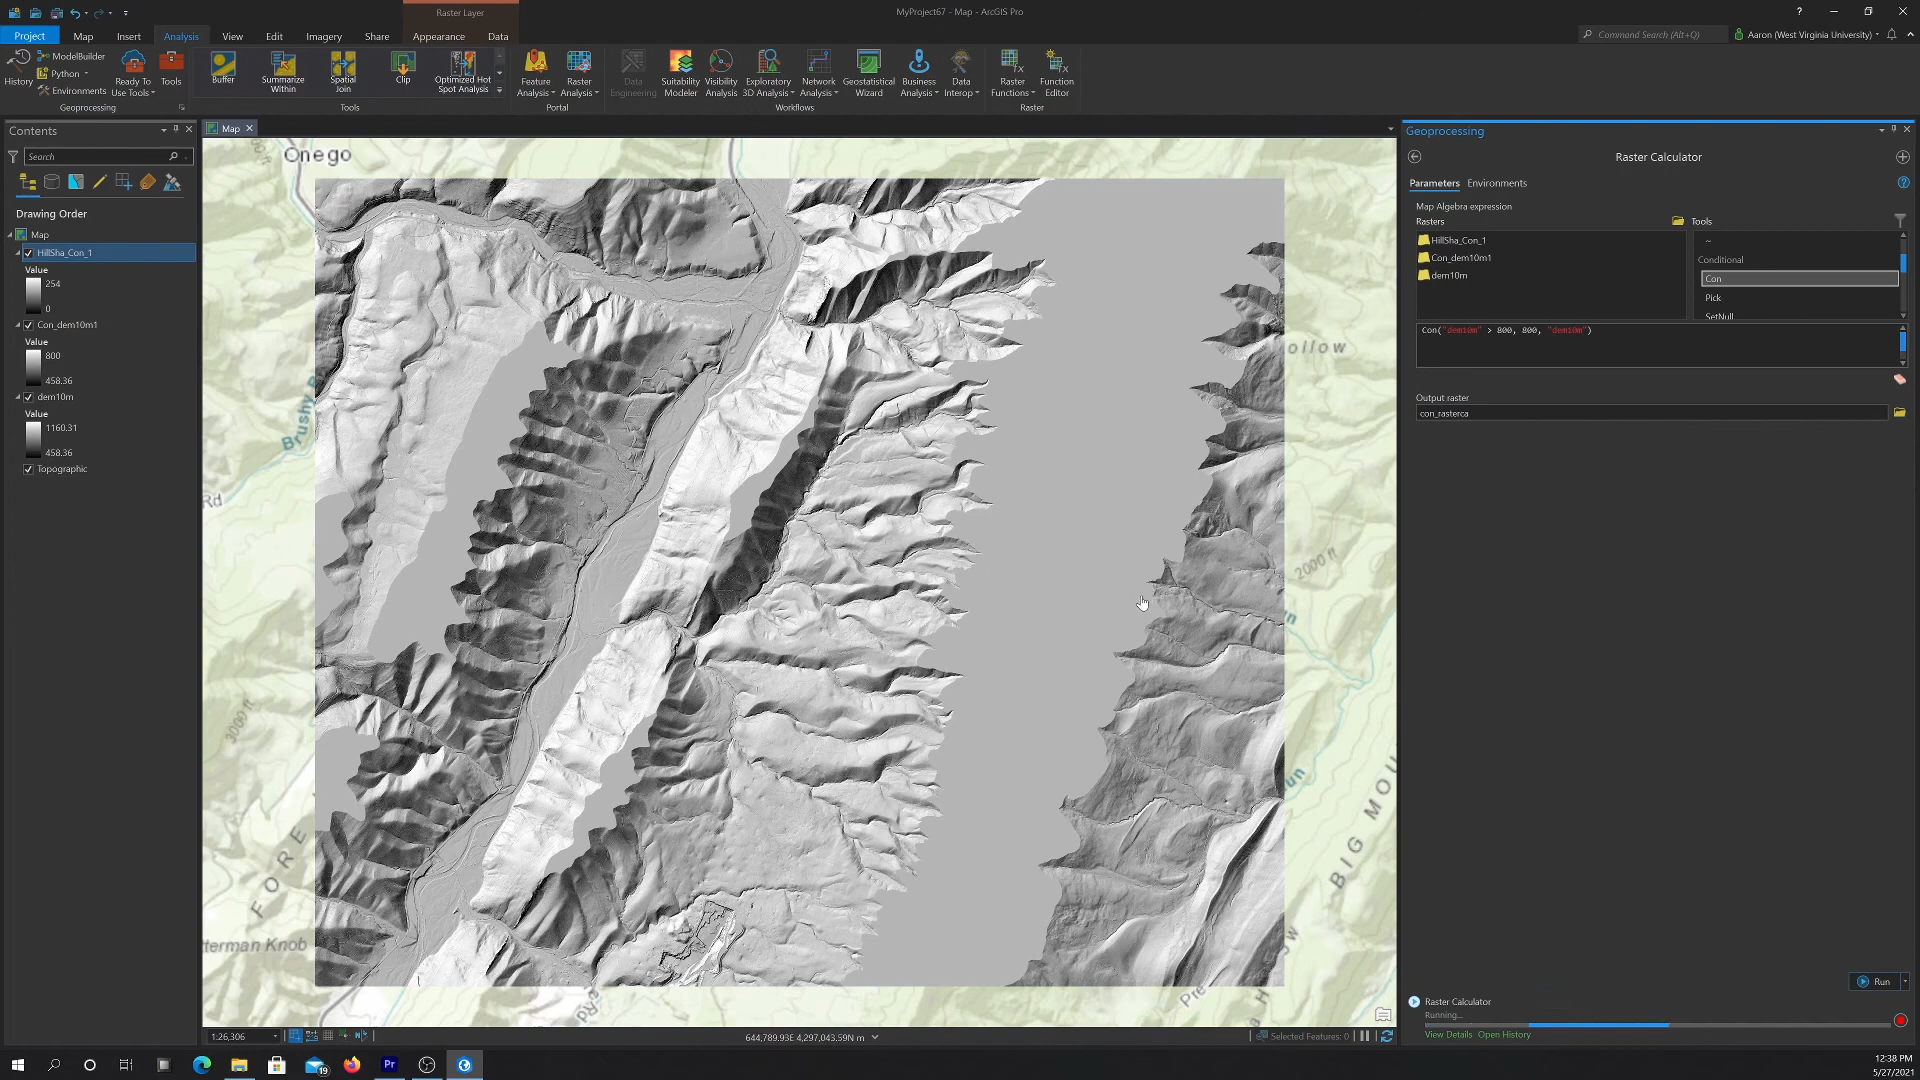 Raster Layer
MyProject67 - Map - ArcGIS Pro
?
Project
Map
Insert
Analysis
View
Edit
Imagery
Share
Appearance
Data
Command Search (Alt+Q)
Aaron (West Virginia University)
History
ModelBuilder
Python
Environments
Ready To
Use Tools
Tools
Geoprocessing
Buffer
Summarize
Within
Spatial
Join
Clip
Optimized Hot
Spot Analysis
Tools
Feature
Analysis
Raster
Analysis
Portal
Data
Engineering
Suitability
Modeler
Visibility
Analysis
Exploratory
3D Analysis
Network
Analysis
Geostatistical
Wizard
Business
Analysis
Data
Interop
Workflows
Raster
Functions
Function
Editor
Raster
Contents
Search
Drawing Order
Map
HillSha_Con_1
Value
254
0
Con_dem10m1
Value
800
458.36
dem10m
Value
1160.31
458.36
Topographic
Map
Onego
ollow
Brushy
Rd
2000 ft
3000 ft
FORE
BIG MOU
un
terman Knob
Pre
Rd
1:26,306
644,789.93E 4,297,043.59N m
Selected Features: 0
Geoprocessing
Raster Calculator
Parameters
Environments
Map Algebra expression
Rasters
Tools
HillSha_Con_1
Con_dem10m1
dem10m
~
Conditional
Con
Pick
SetNull
Con("dem10m" > 800, 800, "dem10m")
Output raster
con_rasterca
Run
Raster Calculator
Running...
View Details Open History
19
Pr
12:38 PM
5/27/2021